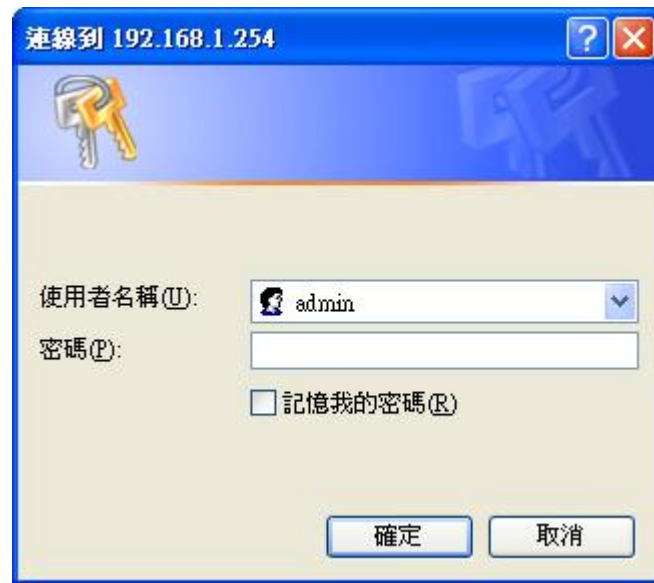 連線到 192.168.1.254
使用者名稱(U):
admin
密碼(P):
記憶我的密碼(R)
確定
取消